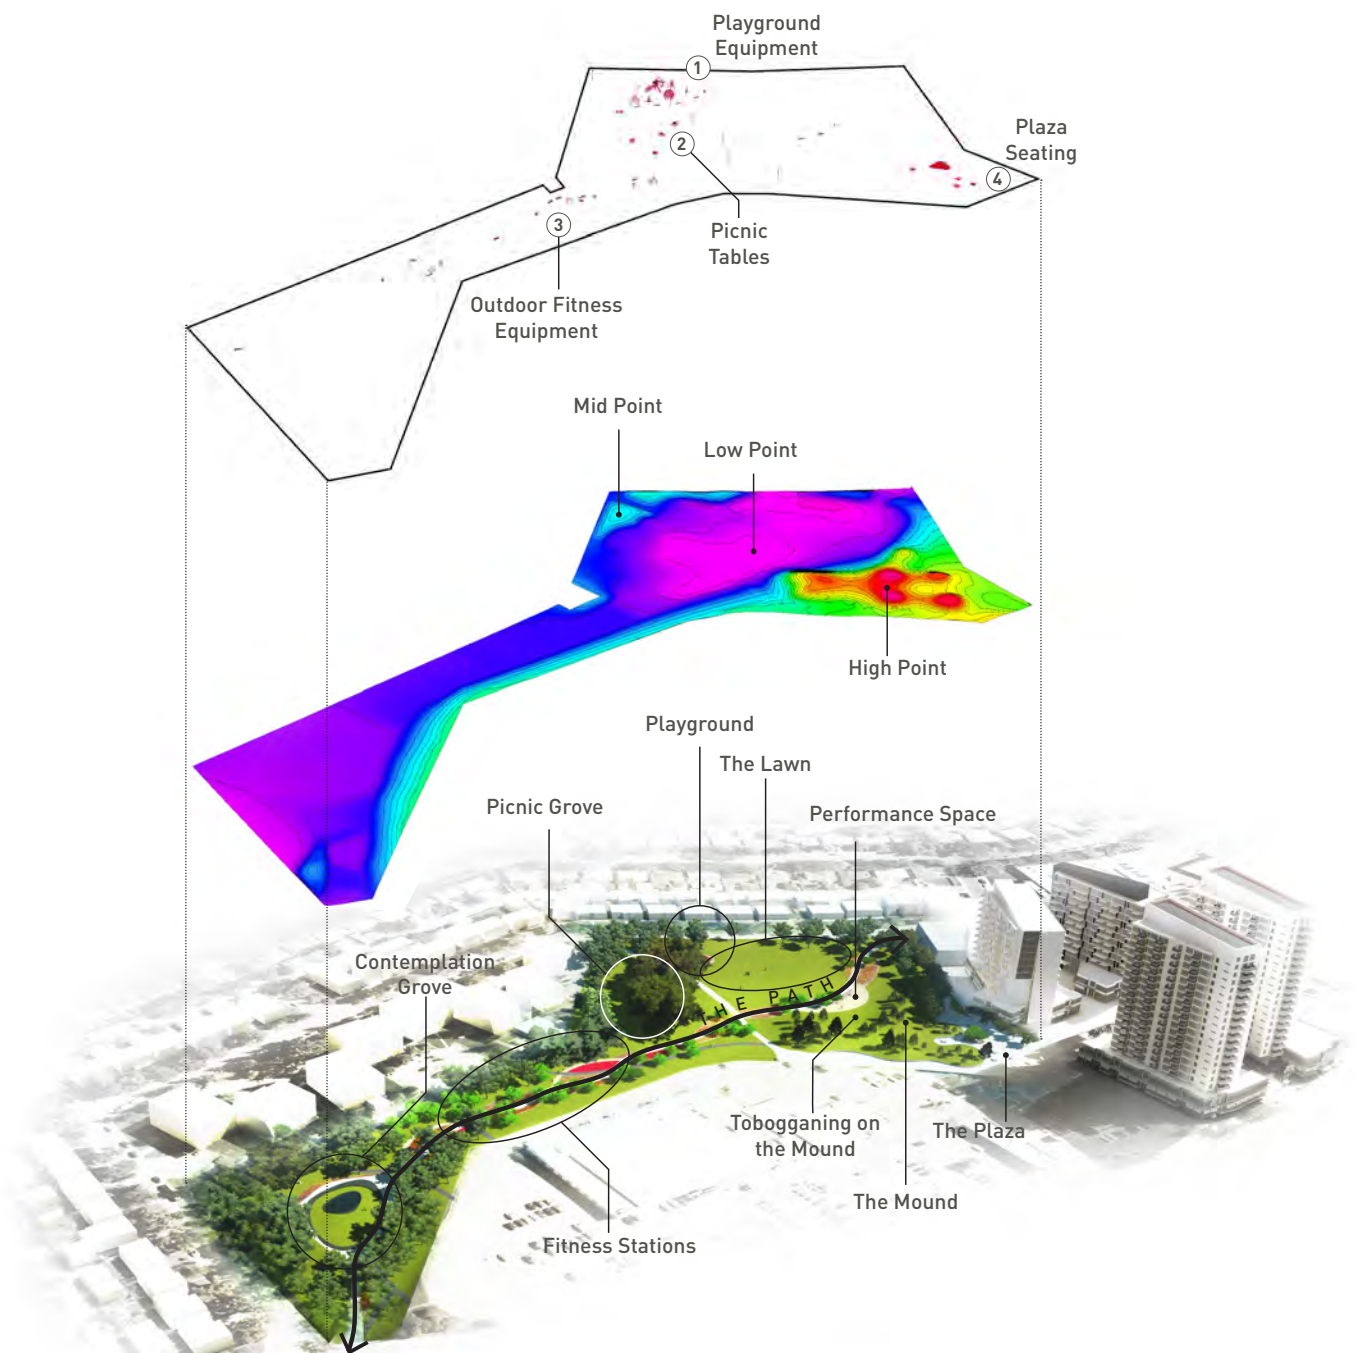 Playground
Equipment
1
Plaza
Seating
2
4
3
Picnic
Tables
Outdoor Fitness
Equipment
Mid Point
Low Point
High Point
Playground
The Lawn
Picnic Grove
Performance Space
Contemplation
Grove
THE PATH
Tobogganing on
the Mound
The Plaza
The Mound
Fitness Stations